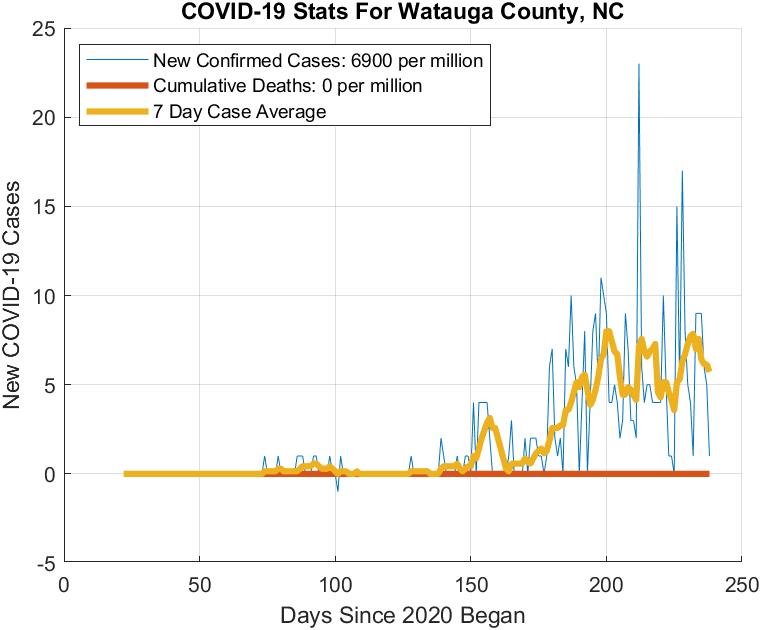 COVID-19 Stats For Watauga County, NC
25
New Confirmed Cases: 6900 per million
Cumulative Deaths: 0 per million
7 Day Case Average
20
15
10
5
0
-5
New COVID-19 Cases
0 50 100 150 200 250
Days Since 2020 Began